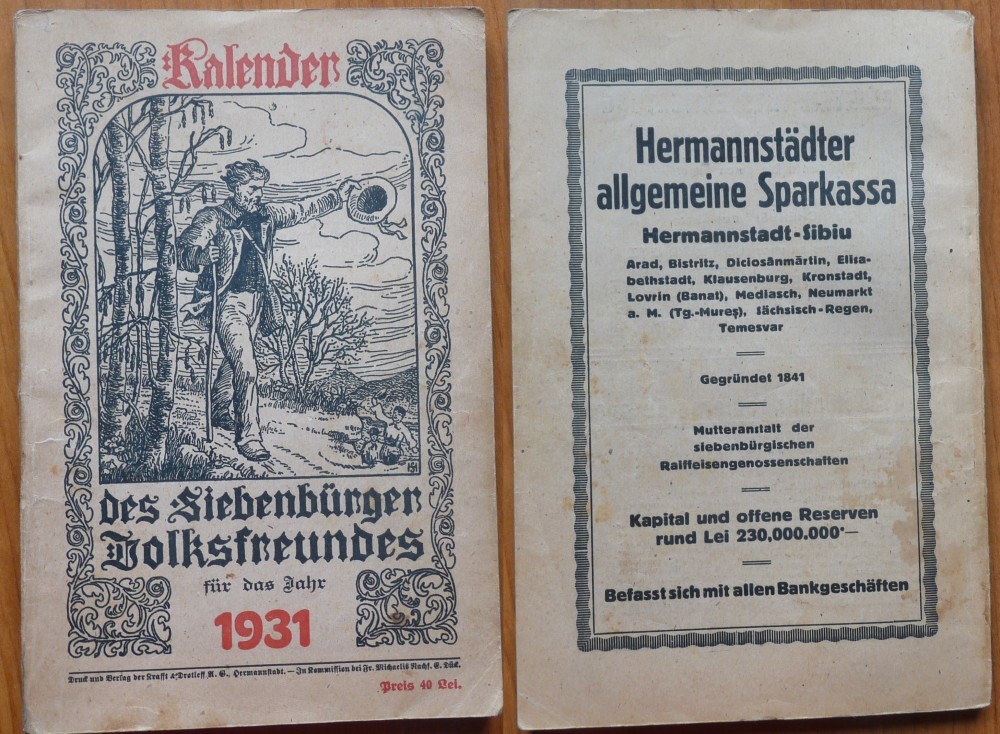 Kalender
des Siebenbürger
Volksfreundes
für das Jahr
1931
Druck und Verlag der Krafft & Drotleff A. G., Hermannstadt. — In Kommission bei Fr. Michaelis Nachf. E. Dück.
Preis 40 Lei.
Hermannstädter
allgemeine Sparkassa
Hermannstadt-Sibiu
Arad, Bistritz, Diciosânmărtin, Elisa-
bethstadt, Klausenburg, Kronstadt,
Lovrin (Banat), Mediasch, Neumarkt
a. M. (Tg.-Mureş), Sächsisch-Regen,
Temesvar
Gegründet 1841
Mutteranstalt der
siebenbürgischen
Raiffeisengenossenschaften
Kapital und offene Reserven
rund Lei 230,000.000·—
Befasst sich mit allen Bankgeschäften